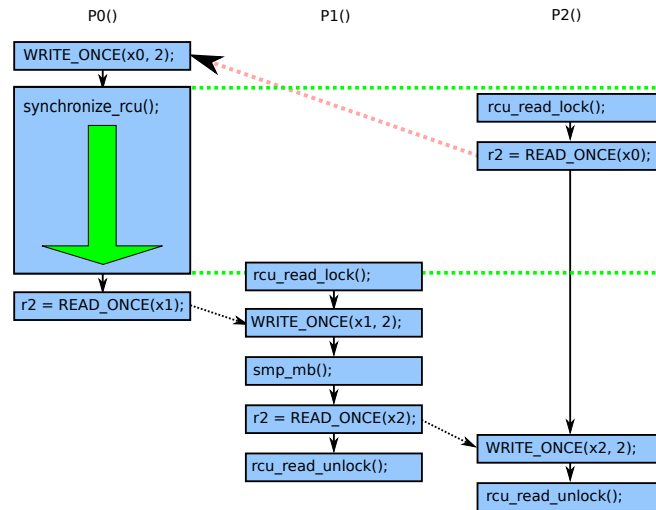 P0()
P1()
P2()
WRITE_ONCE(x0, 2);
synchronize_rcu();
rcu_read_lock();
r2 = READ_ONCE(x0);
rcu_read_lock();
r2 = READ_ONCE(x1);
WRITE_ONCE(x1, 2);
smp_mb();
r2 = READ_ONCE(x2);
WRITE_ONCE(x2, 2);
rcu_read_unlock();
rcu_read_unlock();